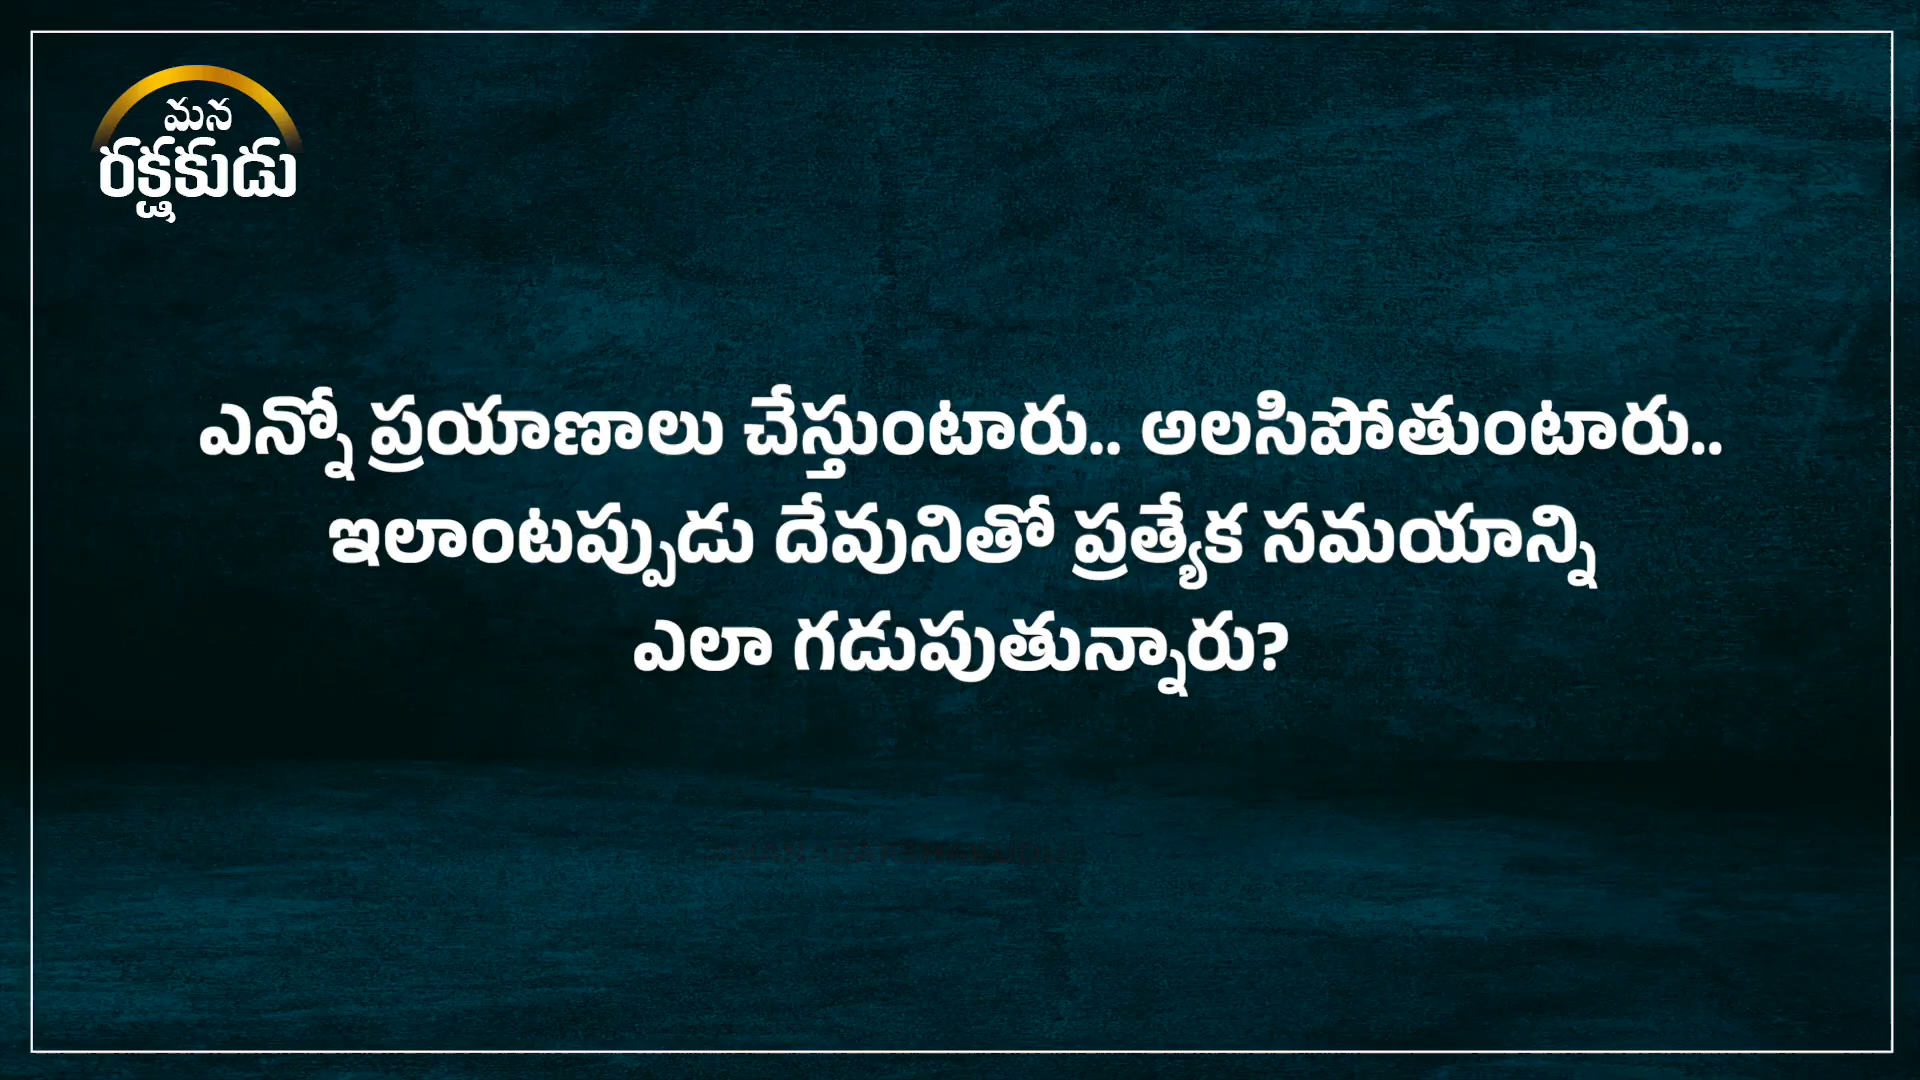 మన
రక్షకుడు
ఎన్నో ప్రయాణాలు చేస్తుంటారు.. అలసిపోతుంటారు..
ఇలాంటప్పుడు దేవునితో ప్రత్యేక సమయాన్ని
ఎలా గడుపుతున్నారు?